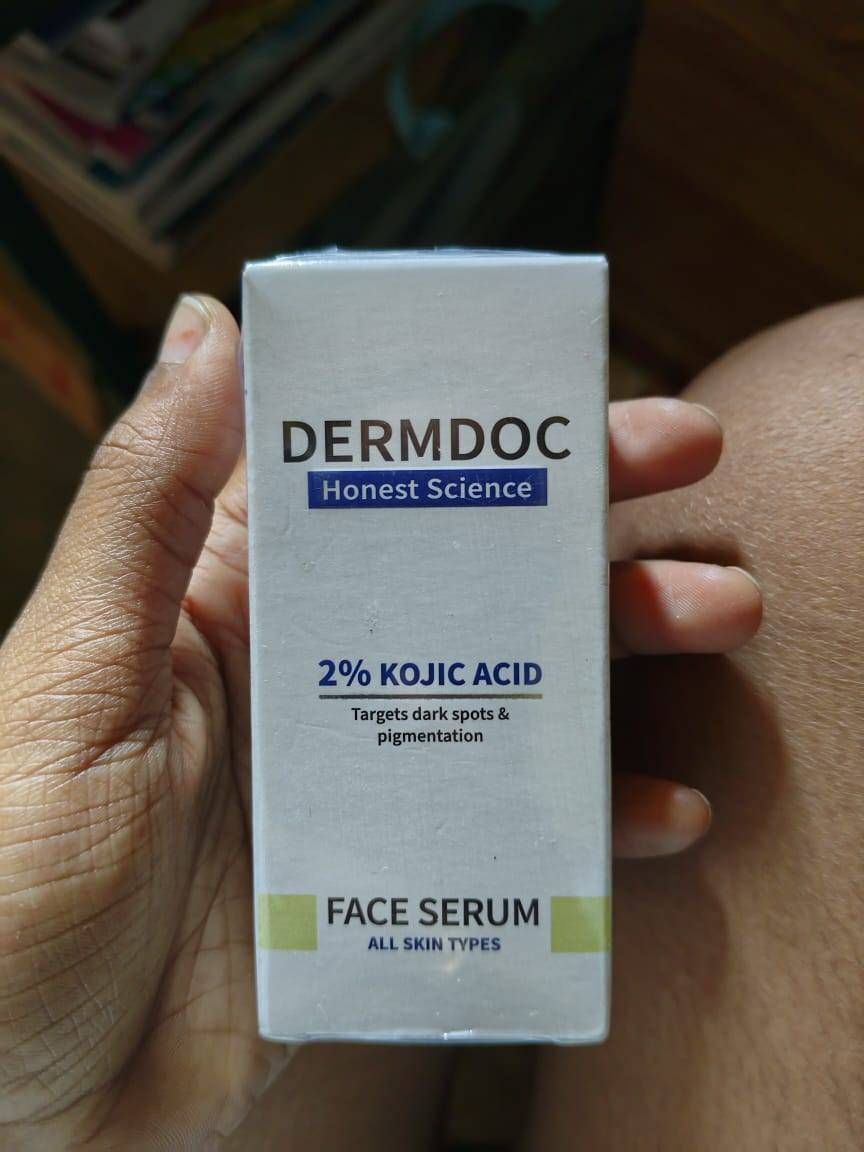 DERMDOC
Honest Science
2% KOJIC ACID
Targets dark spots &
pigmentation
FACE SERUM
ALL SKIN TYPES